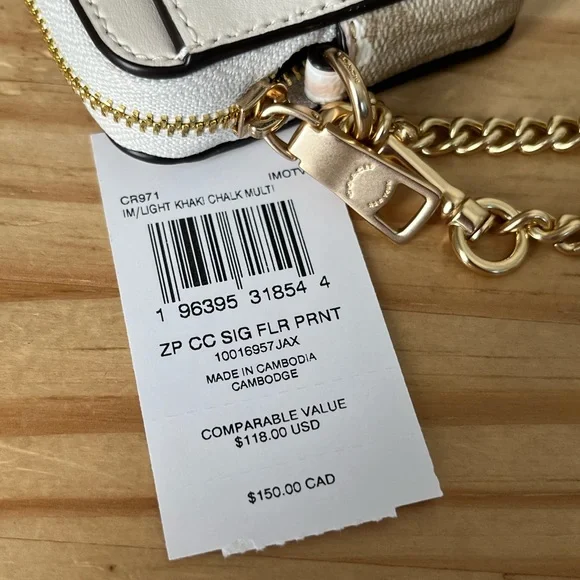 CR971 IMOTV
IM/LIGHT KHAKI CHALK MULTI
1 96395 31854 4
ZP CC SIG FLR PRNT
10016957JAX
MADE IN CAMBODIA
CAMBODGE
COMPARABLE VALUE
$118.00 USD
$150.00 CAD